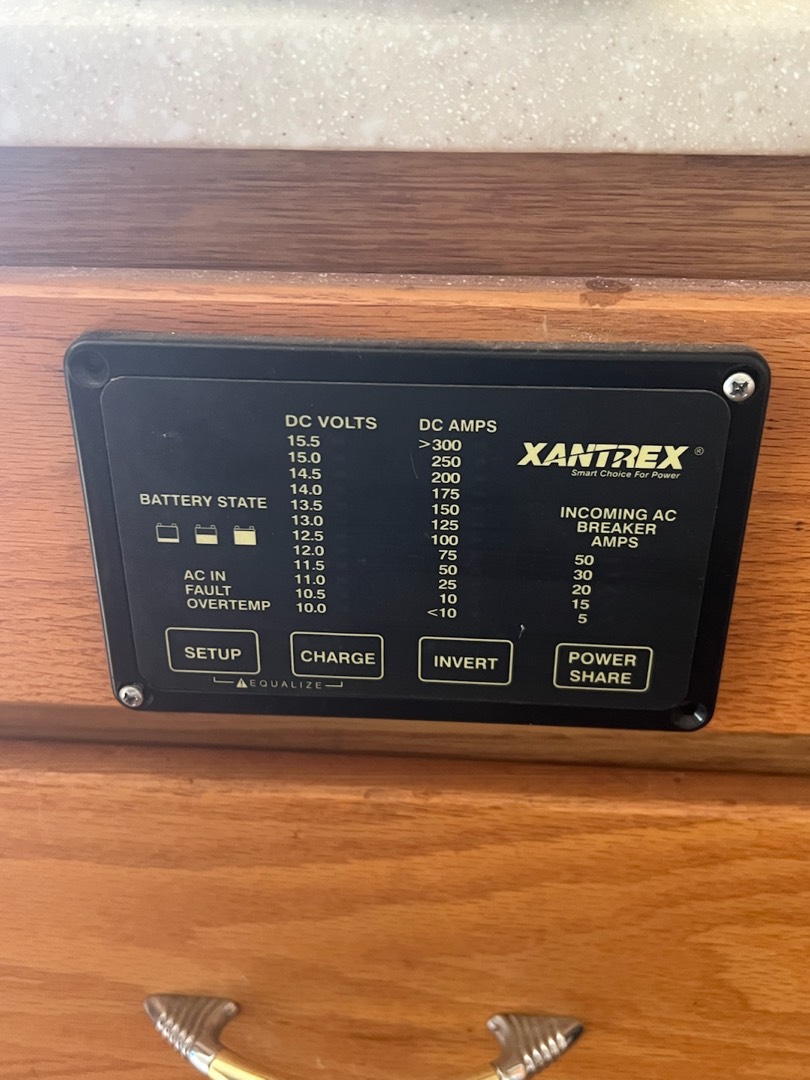 XANTREX®
Smart Choice For Power
BATTERY STATE
AC IN
FAULT
OVERTEMP
DC VOLTS
15.5
15.0
14.5
14.0
13.5
13.0
12.5
12.0
11.5
11.0
10.5
10.0
DC AMPS
>300
250
200
175
150
125
100
75
50
25
10
<10
INCOMING AC
BREAKER
AMPS
50
30
20
15
5
SETUP
CHARGE
INVERT
POWER
SHARE
EQUALIZE